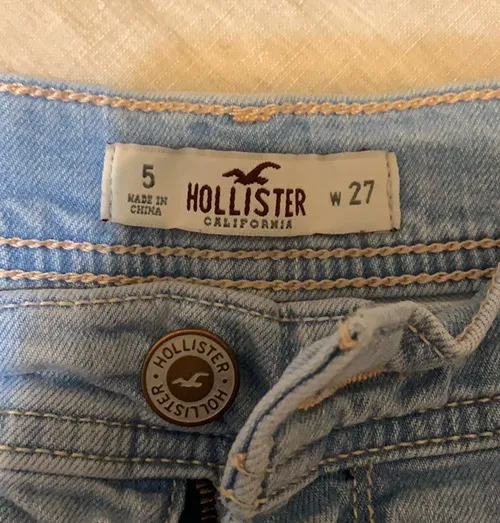 5
MADE IN
CHINA
HOLLISTER
CALIFORNIA
W 27
HOLLISTER · HOLLISTER ·